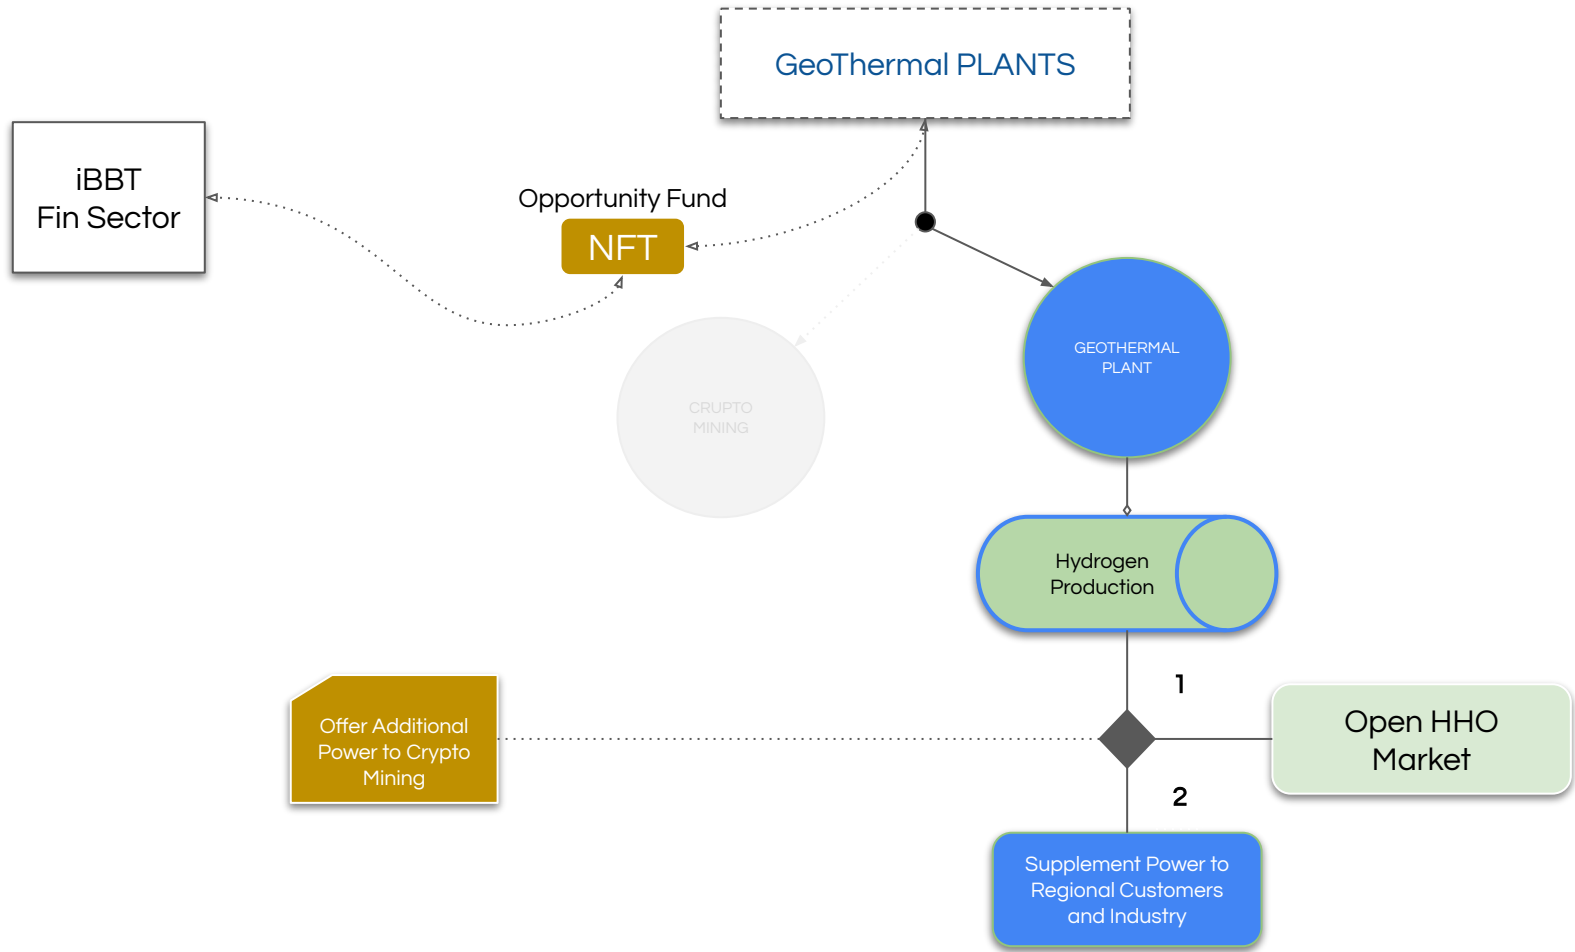 GeoThermal PLANTS
iBBT
Fin Sector
Opportunity Fund
NFT
GEOTHERMAL
PLANT
CRUPTO
MINING
Hydrogen
Production
1
Offer Additional
Power to Crypto
Mining
Open HHO
Market
2
Supplement Power to
Regional Customers
and Industry